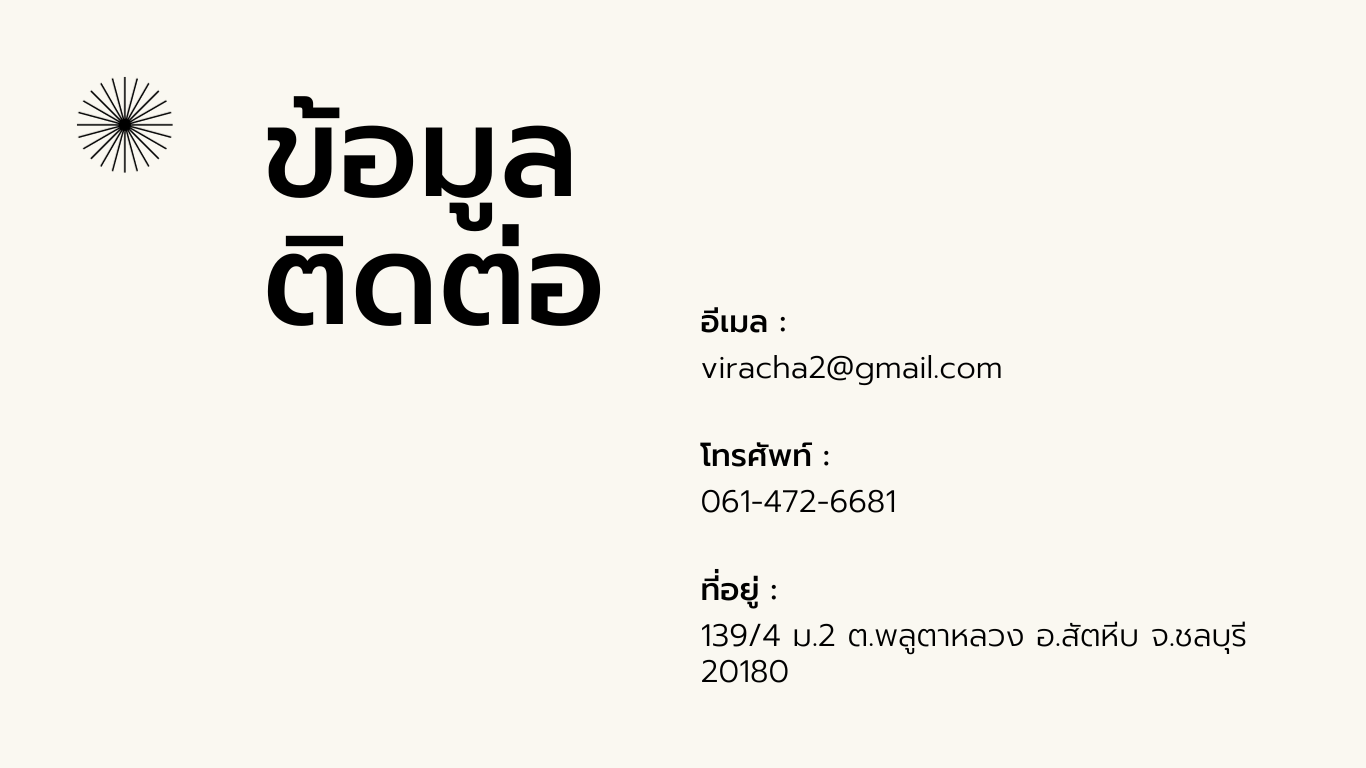 ข้อมูล
ติดต่อ
อีเมล :
viracha2@gmail.com
โทรศัพท์ :
061-472-6681
ที่อยู่ :
139/4 ม.2 ต.พลูตาหลวง อ.สัตหีบ จ.ชลบุรี
20180